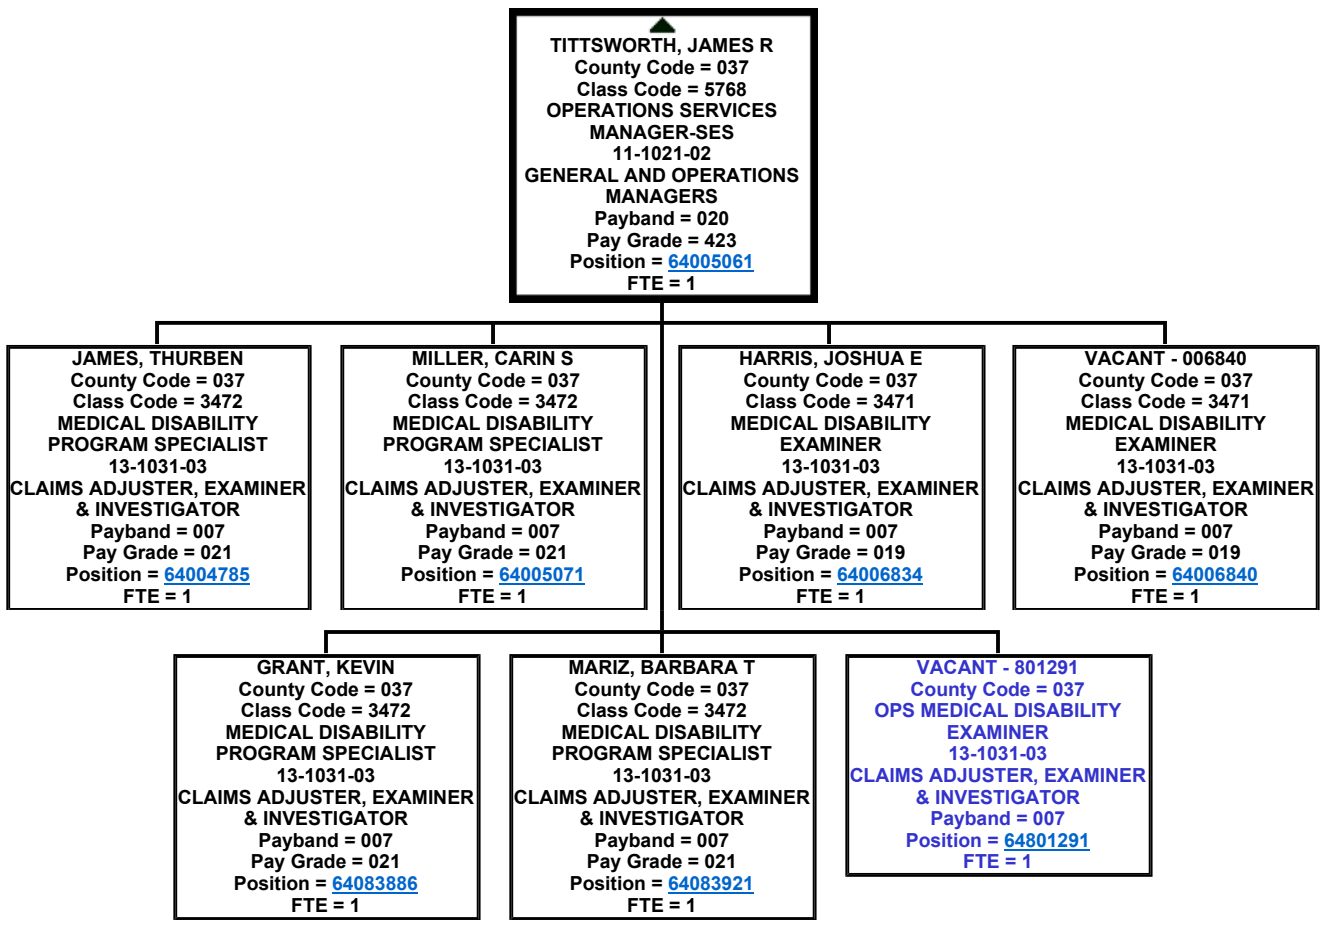 TITTSWORTH, JAMES R
County Code = 037
Class Code = 5768
OPERATIONS SERVICES
MANAGER-SES
11-1021-02
GENERAL AND OPERATIONS
MANAGERS
Payband = 020
Pay Grade = 423
Position = 64005061
FTE = 1
JAMES, THURBEN
County Code = 037
Class Code = 3472
MEDICAL DISABILITY
PROGRAM SPECIALIST
13-1031-03
CLAIMS ADJUSTER, EXAMINER
& INVESTIGATOR
Payband = 007
Pay Grade = 021
Position = 64004785
FTE = 1
MILLER, CARIN S
County Code = 037
Class Code = 3472
MEDICAL DISABILITY
PROGRAM SPECIALIST
13-1031-03
CLAIMS ADJUSTER, EXAMINER
& INVESTIGATOR
Payband = 007
Pay Grade = 021
Position = 64005071
FTE = 1
HARRIS, JOSHUA E
County Code = 037
Class Code = 3471
MEDICAL DISABILITY
EXAMINER
13-1031-03
CLAIMS ADJUSTER, EXAMINER
& INVESTIGATOR
Payband = 007
Pay Grade = 019
Position = 64006834
FTE = 1
VACANT - 006840
County Code = 037
Class Code = 3471
MEDICAL DISABILITY
EXAMINER
13-1031-03
CLAIMS ADJUSTER, EXAMINER
& INVESTIGATOR
Payband = 007
Pay Grade = 019
Position = 64006840
FTE = 1
GRANT, KEVIN
County Code = 037
Class Code = 3472
MEDICAL DISABILITY
PROGRAM SPECIALIST
13-1031-03
CLAIMS ADJUSTER, EXAMINER
& INVESTIGATOR
Payband = 007
Pay Grade = 021
Position = 64083886
FTE = 1
MARIZ, BARBARA T
County Code = 037
Class Code = 3472
MEDICAL DISABILITY
PROGRAM SPECIALIST
13-1031-03
CLAIMS ADJUSTER, EXAMINER
& INVESTIGATOR
Payband = 007
Pay Grade = 021
Position = 64083921
FTE = 1
VACANT - 801291
County Code = 037
OPS MEDICAL DISABILITY
EXAMINER
13-1031-03
CLAIMS ADJUSTER, EXAMINER
& INVESTIGATOR
Payband = 007
Position = 64801291
FTE = 1